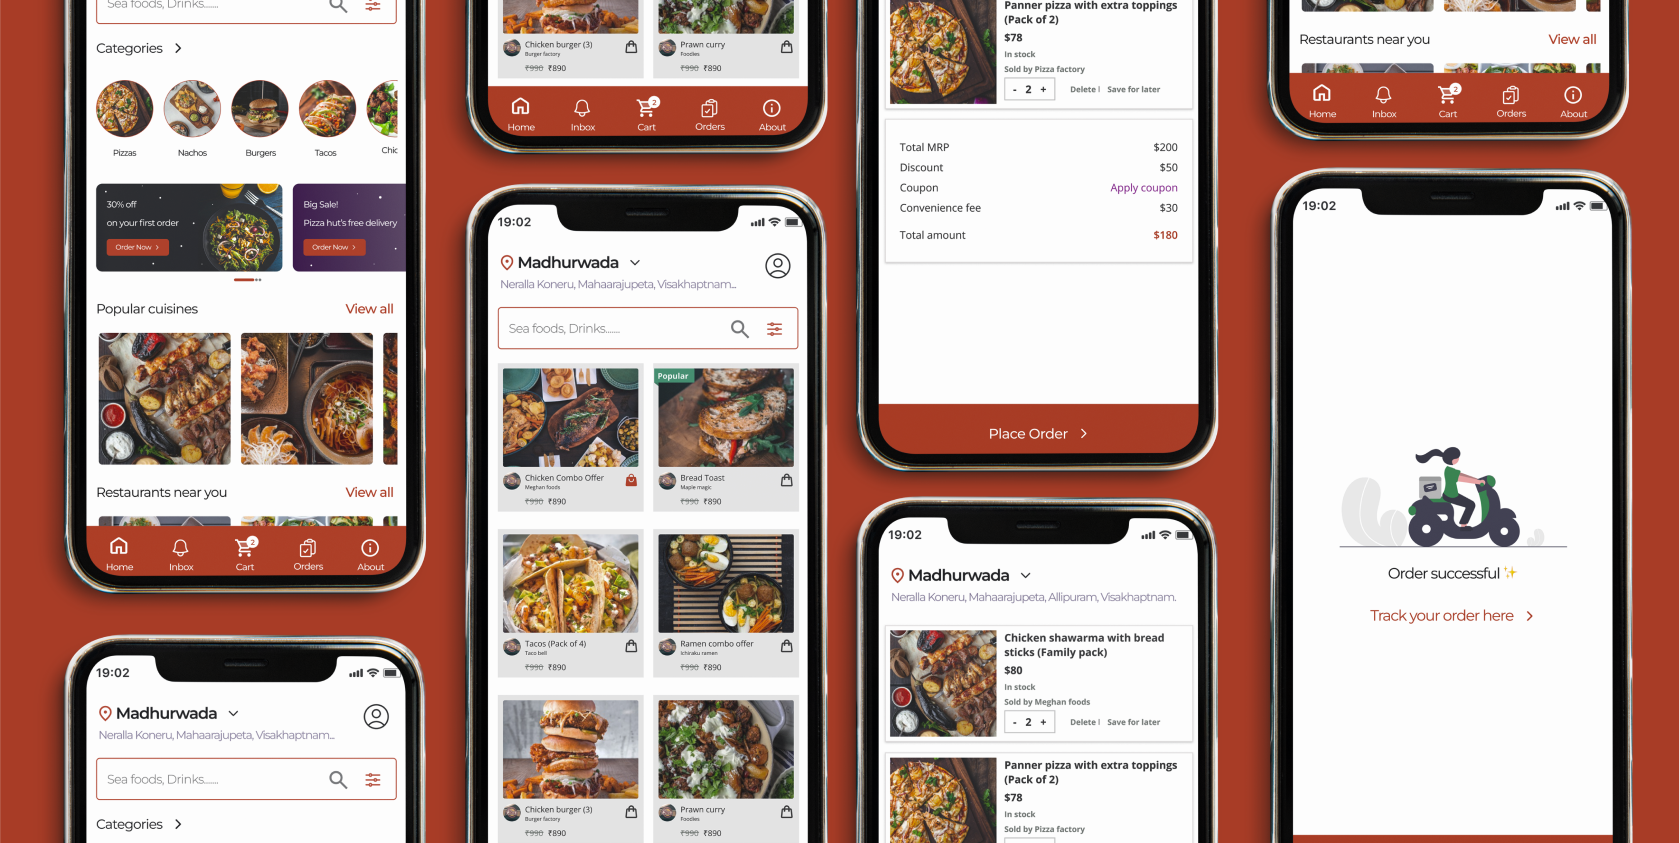 Sea foods, Drinks.......
Categories
Pizzas
Nachos
Burgers
Tacos
Chic
30% off
on your first order
Order Now
Big Sale!
Pizza hut's free delivery
Order Now
Popular cuisines
View all
Restaurants near you
View all
Home
Inbox
2
Cart
Orders
About
19:02
Madhurwada
Neralla Koneru, Mahaarajupeta, Visakhaptnam...
Sea foods, Drinks.......
Categories
Chicken burger (3)
Burger factory
₹990 ₹890
Prawn curry
Foodies
₹990 ₹890
Home
Inbox
2
Cart
Orders
About
19:02
Madhurwada
Neralla Koneru, Mahaarajupeta, Visakhaptnam...
Sea foods, Drinks.......
Chicken Combo Offer
Meghan foods
₹990 ₹890
Popular
Bread Toast
Maple magic
₹990 ₹890
Tacos (Pack of 4)
Taco bell
₹990 ₹890
Ramen combo offer
Ichiraku ramen
₹990 ₹890
Chicken burger (3)
Burger factory
₹990 ₹890
Prawn curry
Foodies
₹990 ₹890
Panner pizza with extra toppings
(Pack of 2)
$78
In stock
Sold by Pizza factory
- 2 +
Delete | Save for later
Total MRP $200
Discount $50
Coupon Apply coupon
Convenience fee $30
Total amount $180
Place Order
19:02
Madhurwada
Neralla Koneru, Mahaarajupeta, Allipuram, Visakhaptnam.
Chicken shawarma with bread
sticks (Family pack)
$80
In stock
Sold by Meghan foods
- 2 +
Delete | Save for later
Panner pizza with extra toppings
(Pack of 2)
$78
In stock
Sold by Pizza factory
Restaurants near you
View all
Home
Inbox
2
Cart
Orders
About
19:02
Order successful ✨
Track your order here